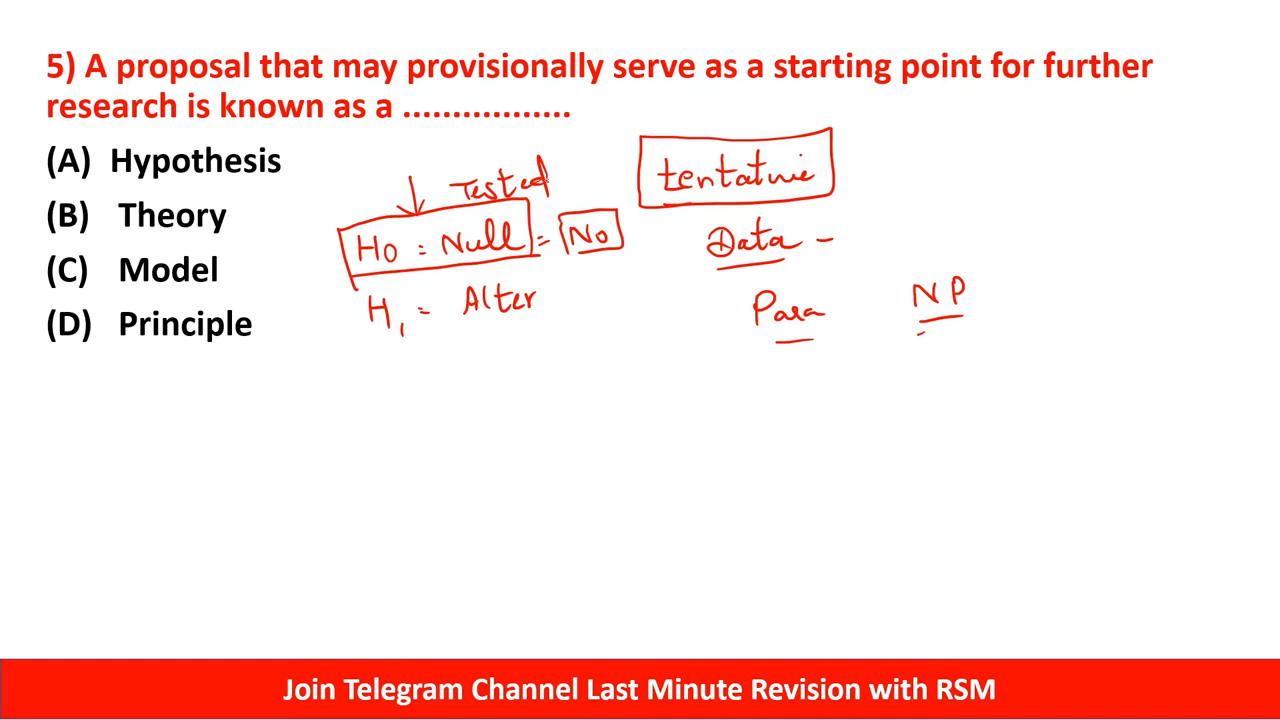 5) A proposal that may provisionally serve as a starting point for further
research is known as a .................
(A) Hypothesis
(B) Theory
(C) Model
(D) Principle
Tested
H0 = Null = No
H1 = Alter
tentative
Data -
Para NP
Join Telegram Channel Last Minute Revision with RSM